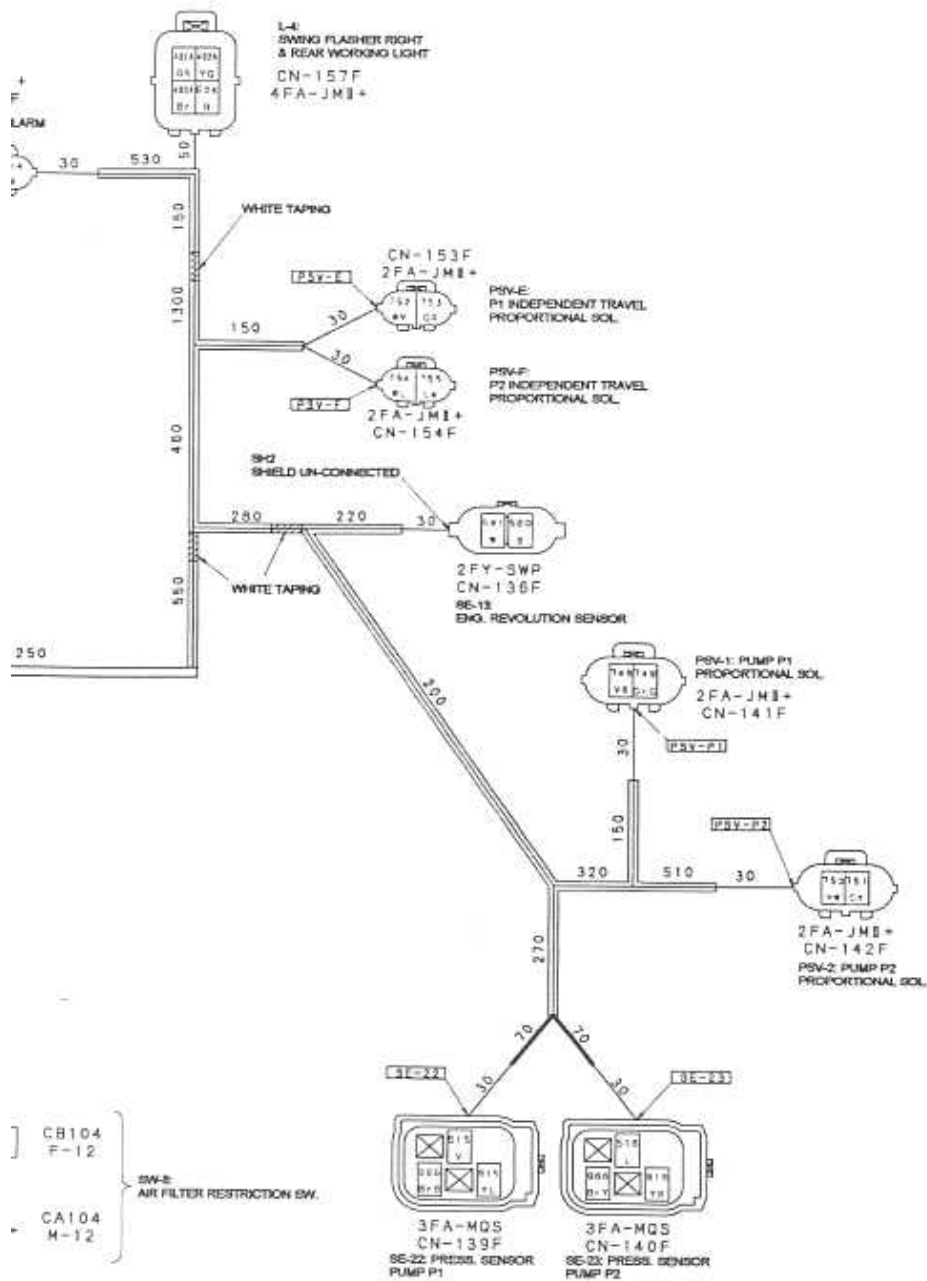 L-4:
SWING FLASHER RIGHT
& REAR WORKING LIGHT
CN-157F
4FA-JMⅡ+
+
F
LARM
50
30
530
150
WHITE TAPING
1300
CN-153F
2FA-JMⅡ+
PSV-E
PSV-E:
P1 INDEPENDENT TRAVEL
PROPORTIONAL SOL.
752 753
30
150
30
754 755
PSV-F:
P2 INDEPENDENT TRAVEL
PROPORTIONAL SOL.
PSV-F
2FA-JMⅡ+
CN-154F
460
SH2
SHIELD UN-CONNECTED
280
220
30
2FY-SWP
CN-136F
SE-13:
ENG. REVOLUTION SENSOR
550
WHITE TAPING
250
200
PSV-1: PUMP P1
PROPORTIONAL SOL.
2FA-JMⅡ+
CN-141F
PSV-P1
30
150
PSV-P2
320
510
30
2FA-JMⅡ+
CN-142F
PSV-2: PUMP P2
PROPORTIONAL SOL.
270
70
70
SE-22
30
30
SE-23
CB104
F-12
SW-8:
AIR FILTER RESTRICTION SW.
CA104
M-12
3FA-MQS
CN-139F
SE-22: PRESS. SENSOR
PUMP P1
3FA-MQS
CN-140F
SE-23: PRESS. SENSOR
PUMP P2